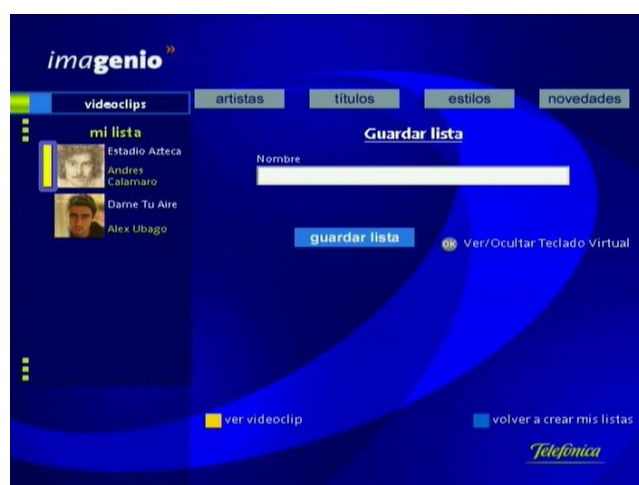 imagenio »
videoclips
artistas
títulos
estilos
novedades
mi lista
Estadio Azteca
Andres
Calamaro
Dame Tu Aire
Alex Ubago
Guardar lista
Nombre
guardar lista
OK Ver/Ocultar Teclado Virtual
ver videoclip
volver a crear mis listas
Telefónica